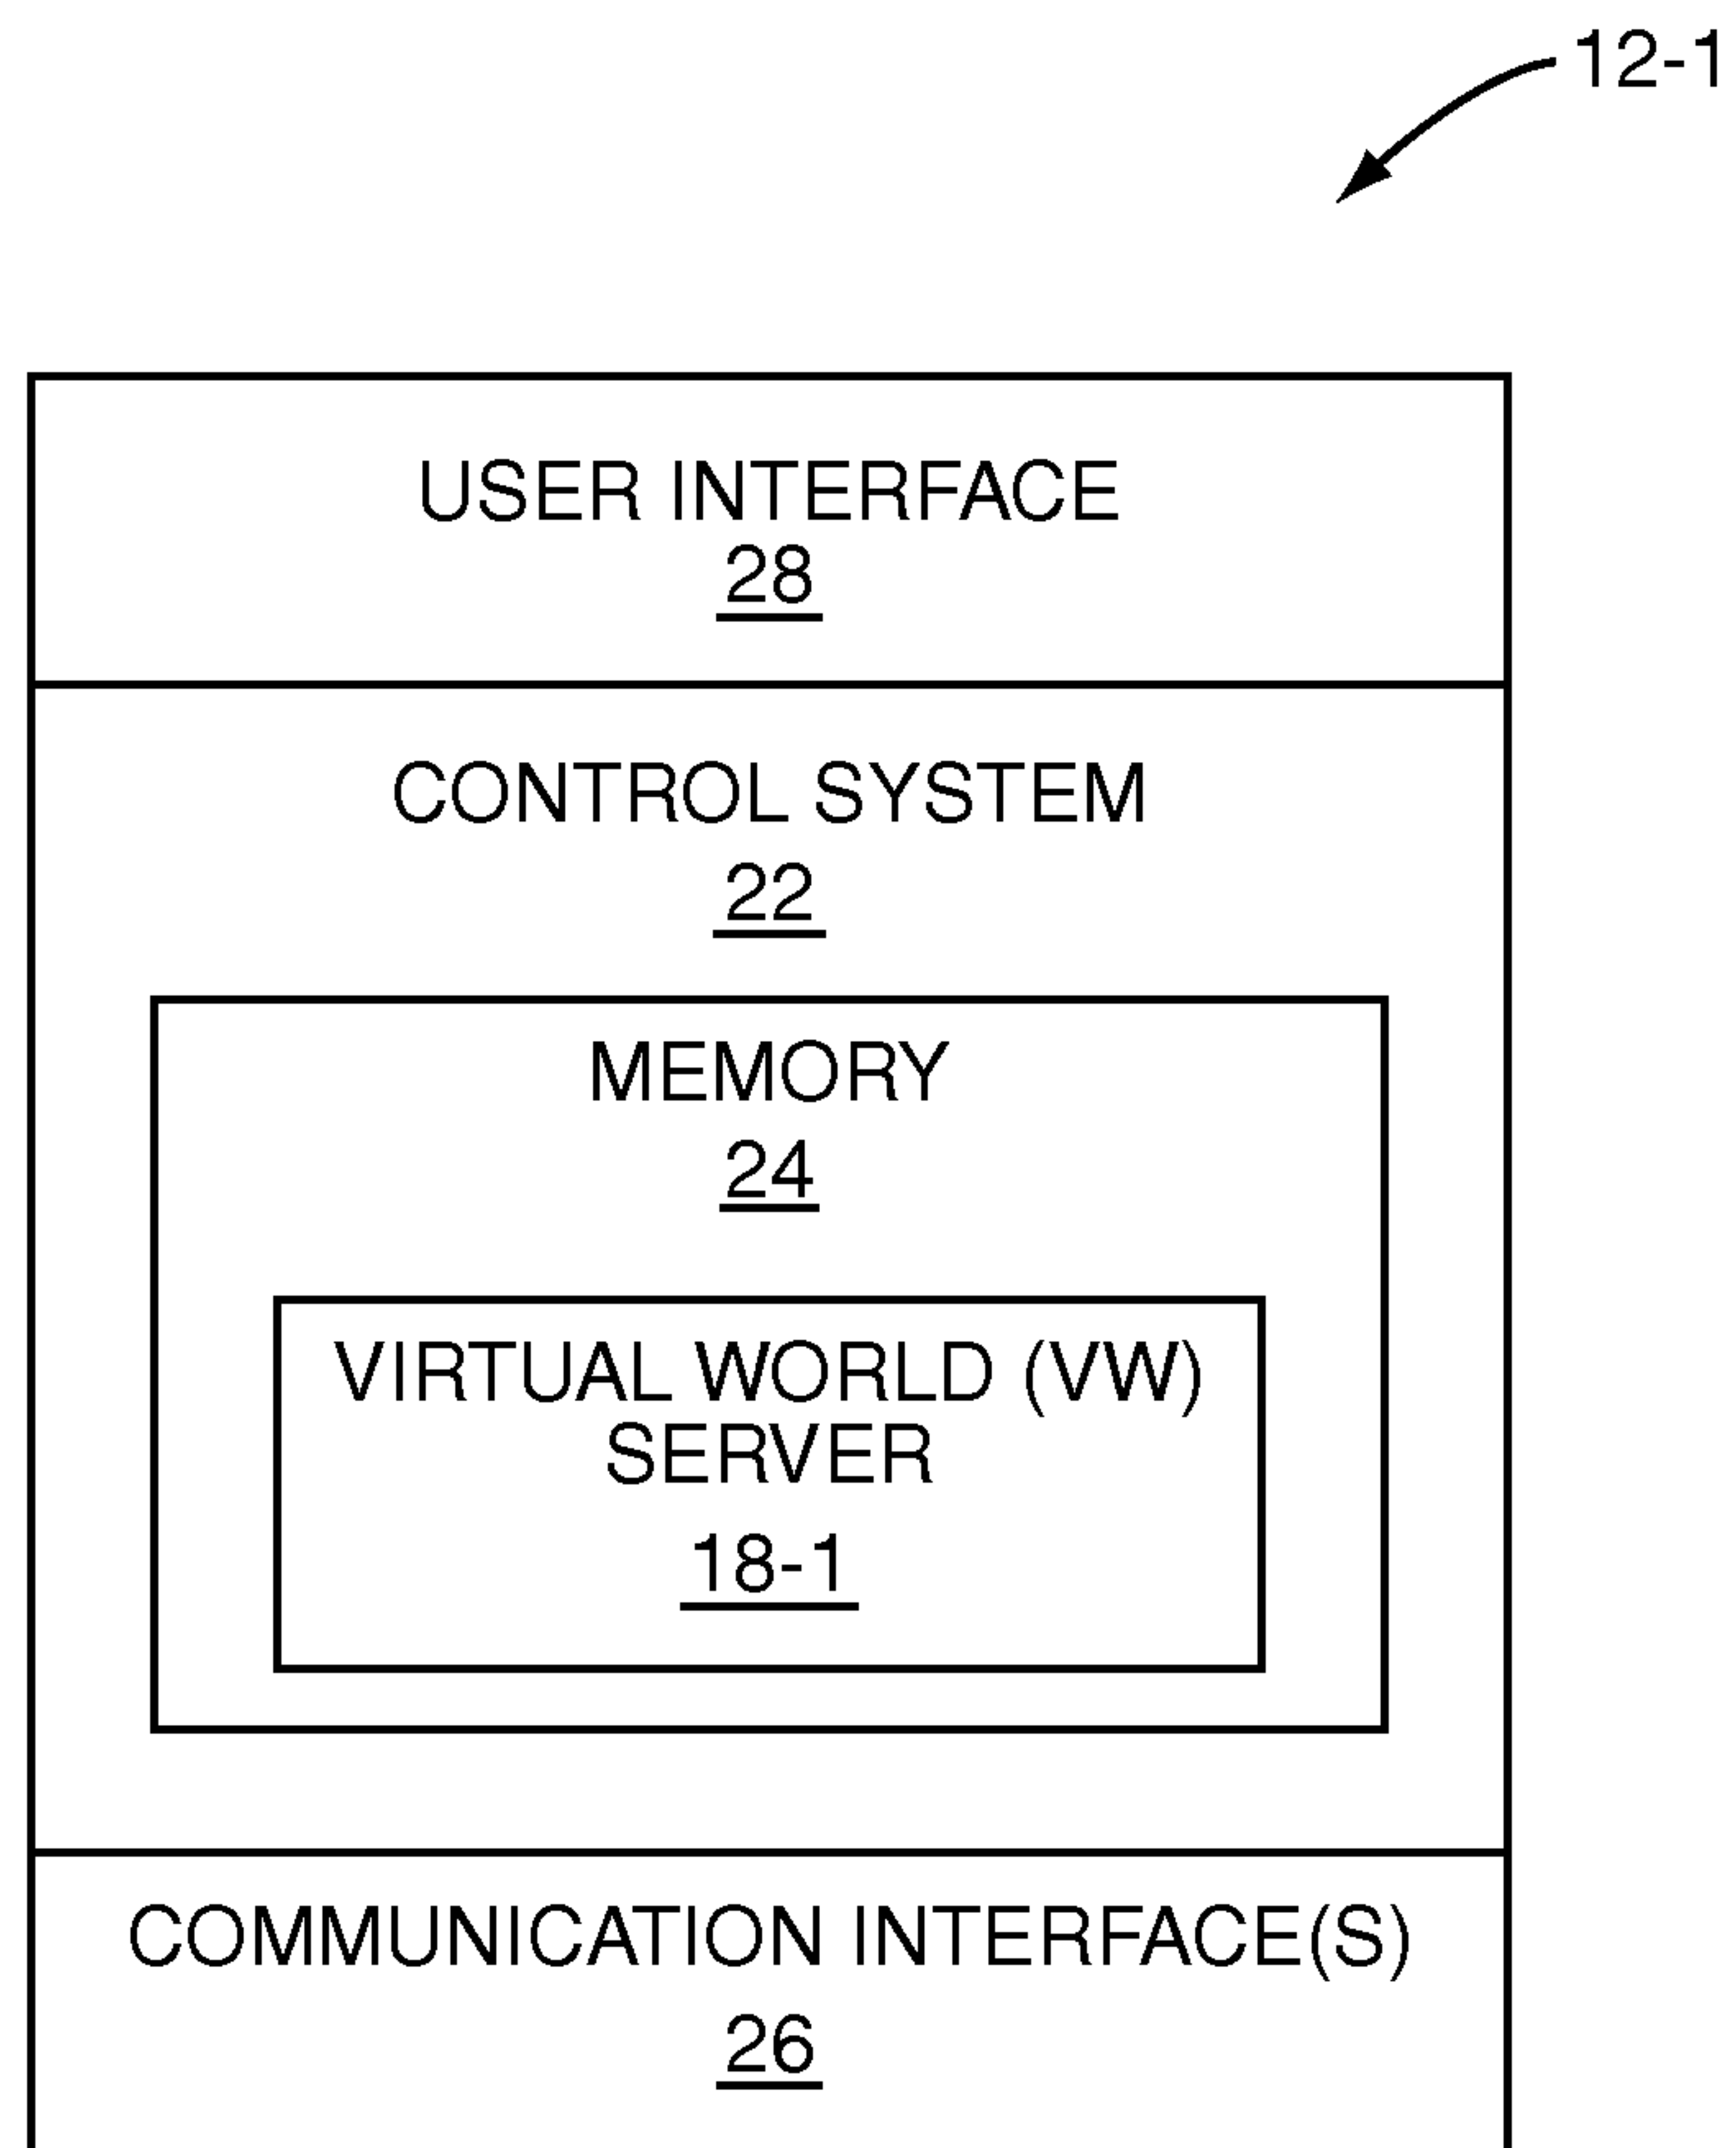 12-1
USER INTERFACE
28
CONTROL SYSTEM
22
MEMORY
24
VIRTUAL WORLD (VW)
SERVER
18-1
COMMUNICATION INTERFACE(S)
26